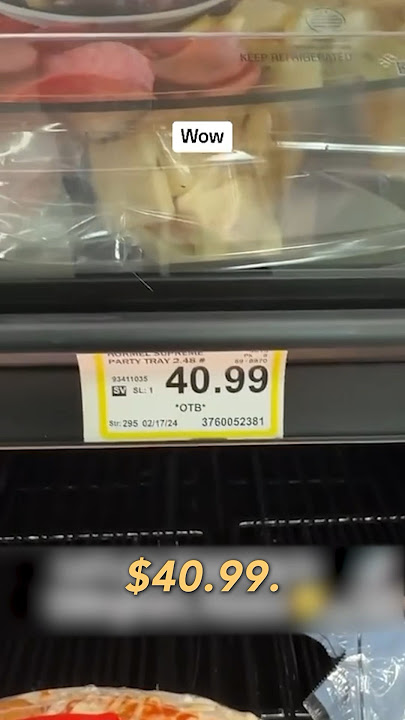 KEEP REFRIGERATED
Wow
HORMEL SUPREME
PARTY TRAY 2.48 #
93411035
40.99
SV SL: 1
*OTB*
Str: 295 02/17/24 3760052381
$40.99.